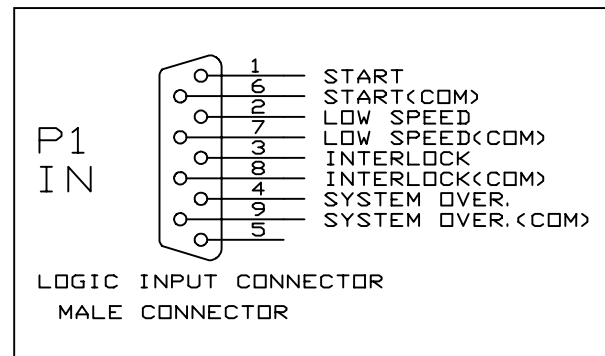 1 START
6 START(COM)
2 LOW SPEED
7 LOW SPEED(COM)
3 INTERLOCK
8 INTERLOCK(COM)
4 SYSTEM OVER.
9 SYSTEM OVER.(COM)
5
P1
IN
LOGIC INPUT CONNECTOR
MALE CONNECTOR